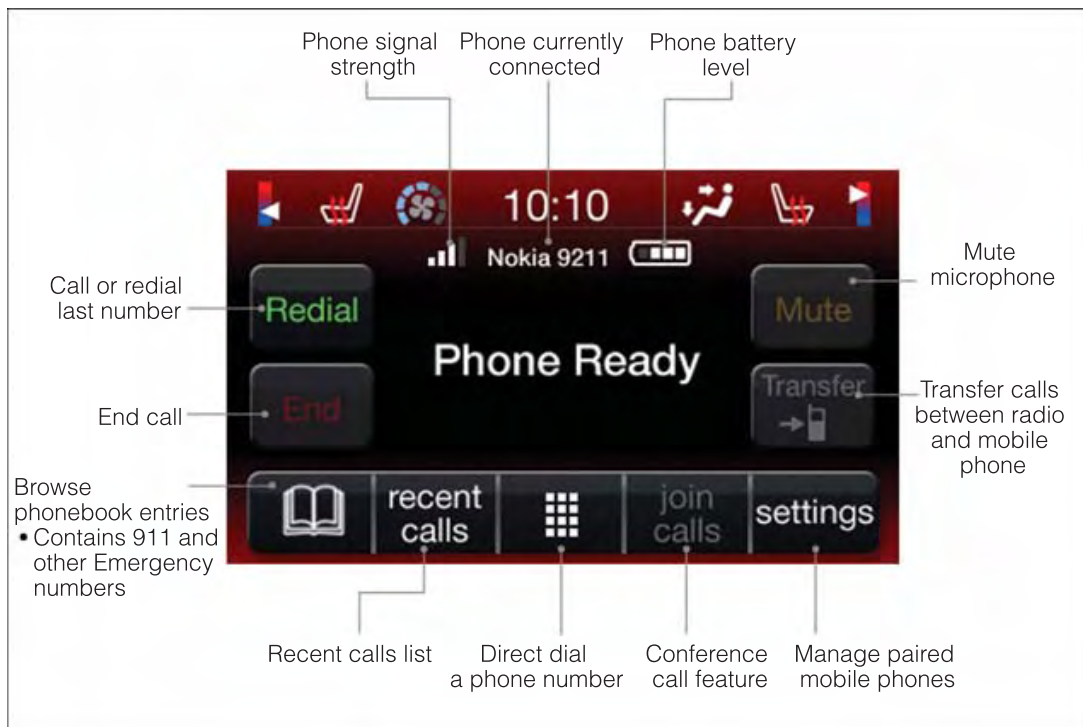 Phone signal
strength
Phone currently
connected
Phone battery
level
10:10
Nokia 9211
Call or redial
last number
Redial
Mute
Mute
microphone
Phone Ready
End call
End
Transfer
Transfer calls
between radio
and mobile
phone
Browse
phonebook entries
• Contains 911 and
other Emergency
numbers
recent
calls
join
calls
settings
Recent calls list
Direct dial
a phone number
Conference
call feature
Manage paired
mobile phones